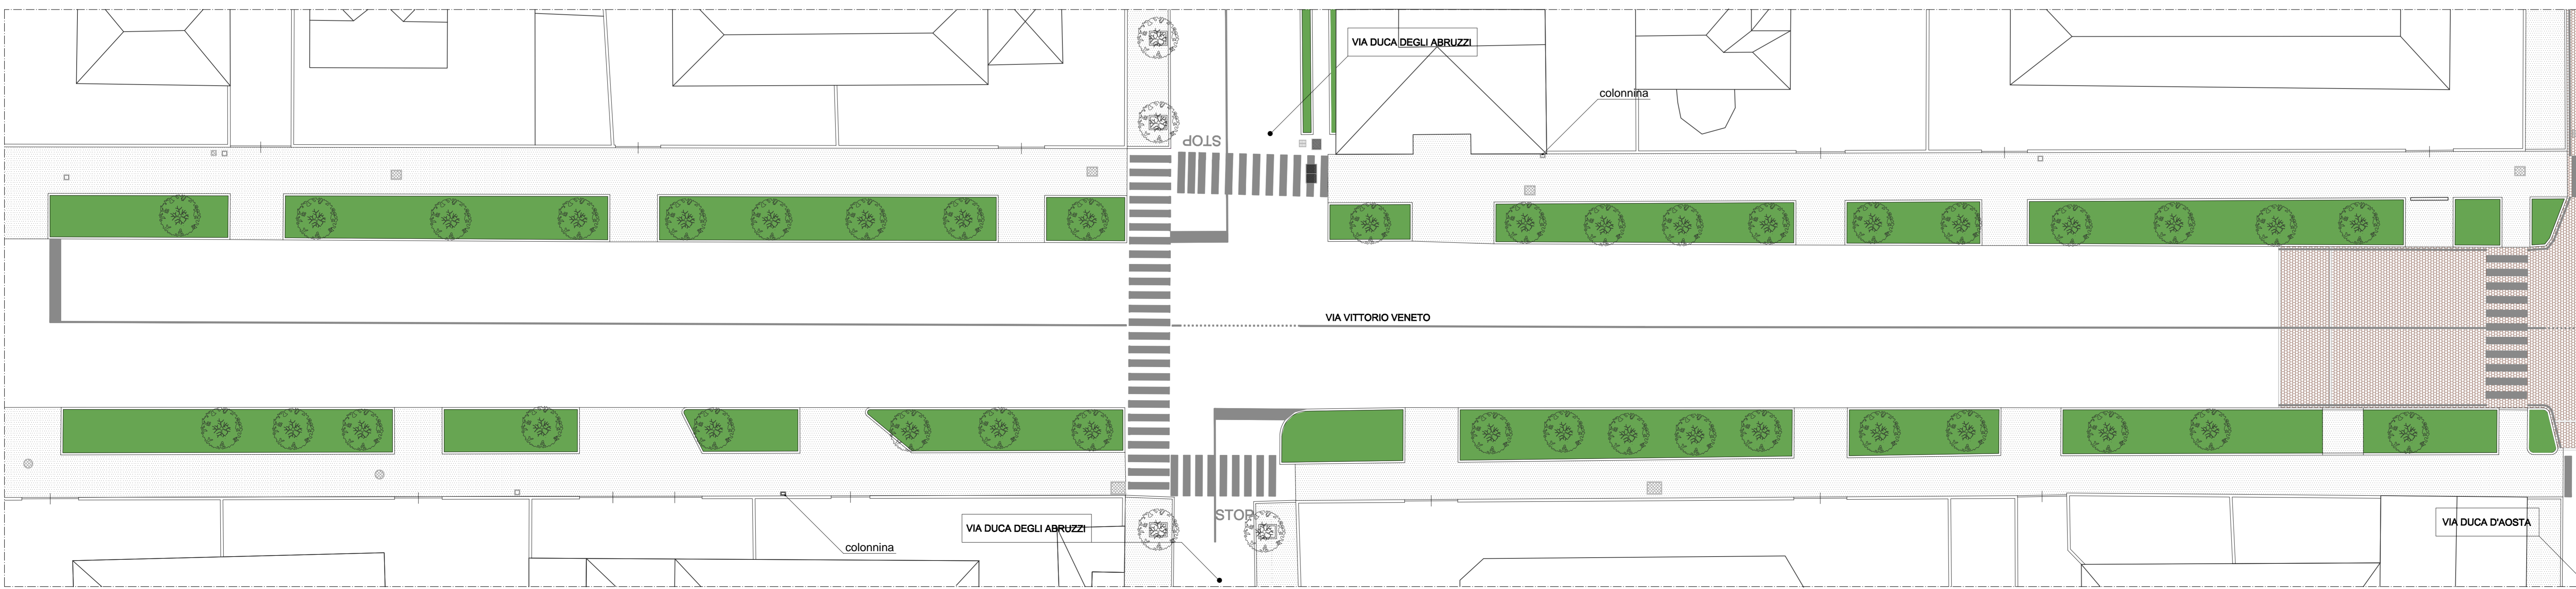 VIA DUCA DEGLI ABRUZZI
colonnina
STOP
VIA VITTORIO VENETO
STOP
VIA DUCA D'AOSTA
VIA DUCA DEGLI ABRUZZI
colonnina